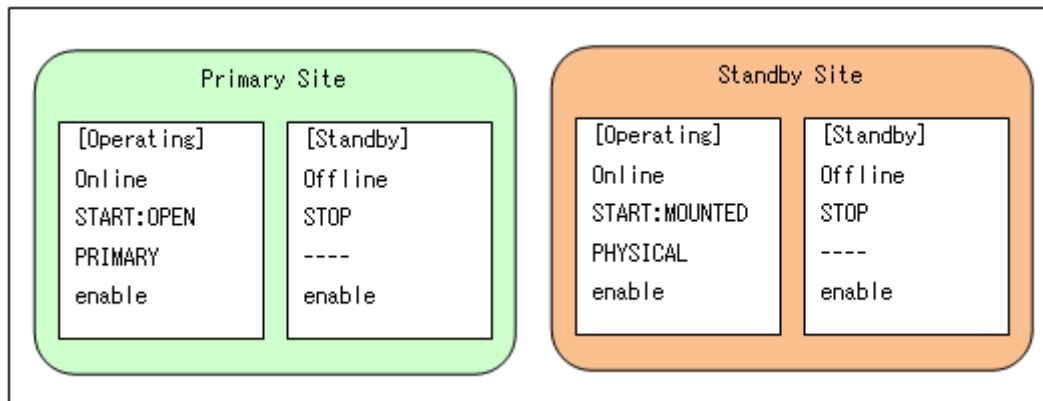 Primary Site
[Operating]
Online
START:OPEN
PRIMARY
enable
[Standby]
Offline
STOP
----
enable
Standby Site
[Operating]
Online
START:MOUNTED
PHYSICAL
enable
[Standby]
Offline
STOP
----
enable